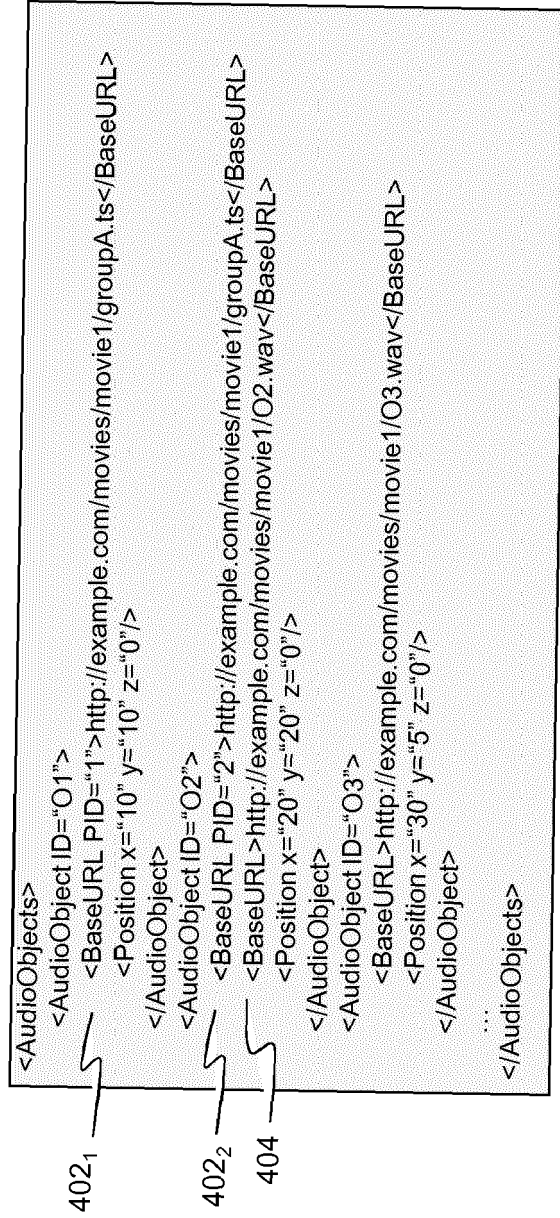 <AudioObjects>
<AudioObject ID=“O1”>
402₁ <BaseURL PID=“1”>http://example.com/movies/movie1/groupA.ts</BaseURL>
<Position x=“10” y=“10” z=“0”/>
</AudioObject>
<AudioObject ID=“O2”>
402₂ <BaseURL PID=“2”>http://example.com/movies/movie1/groupA.ts</BaseURL>
404 <BaseURL>http://example.com/movies/movie1/O2.wav</BaseURL>
<Position x=“20” y=“20” z=“0”/>
</AudioObject>
<AudioObject ID=“O3”>
<BaseURL>http://example.com/movies/movie1/O3.wav</BaseURL>
<Position x=“30” y=“5” z=“0”/>
</AudioObject>
…
</AudioObjects>